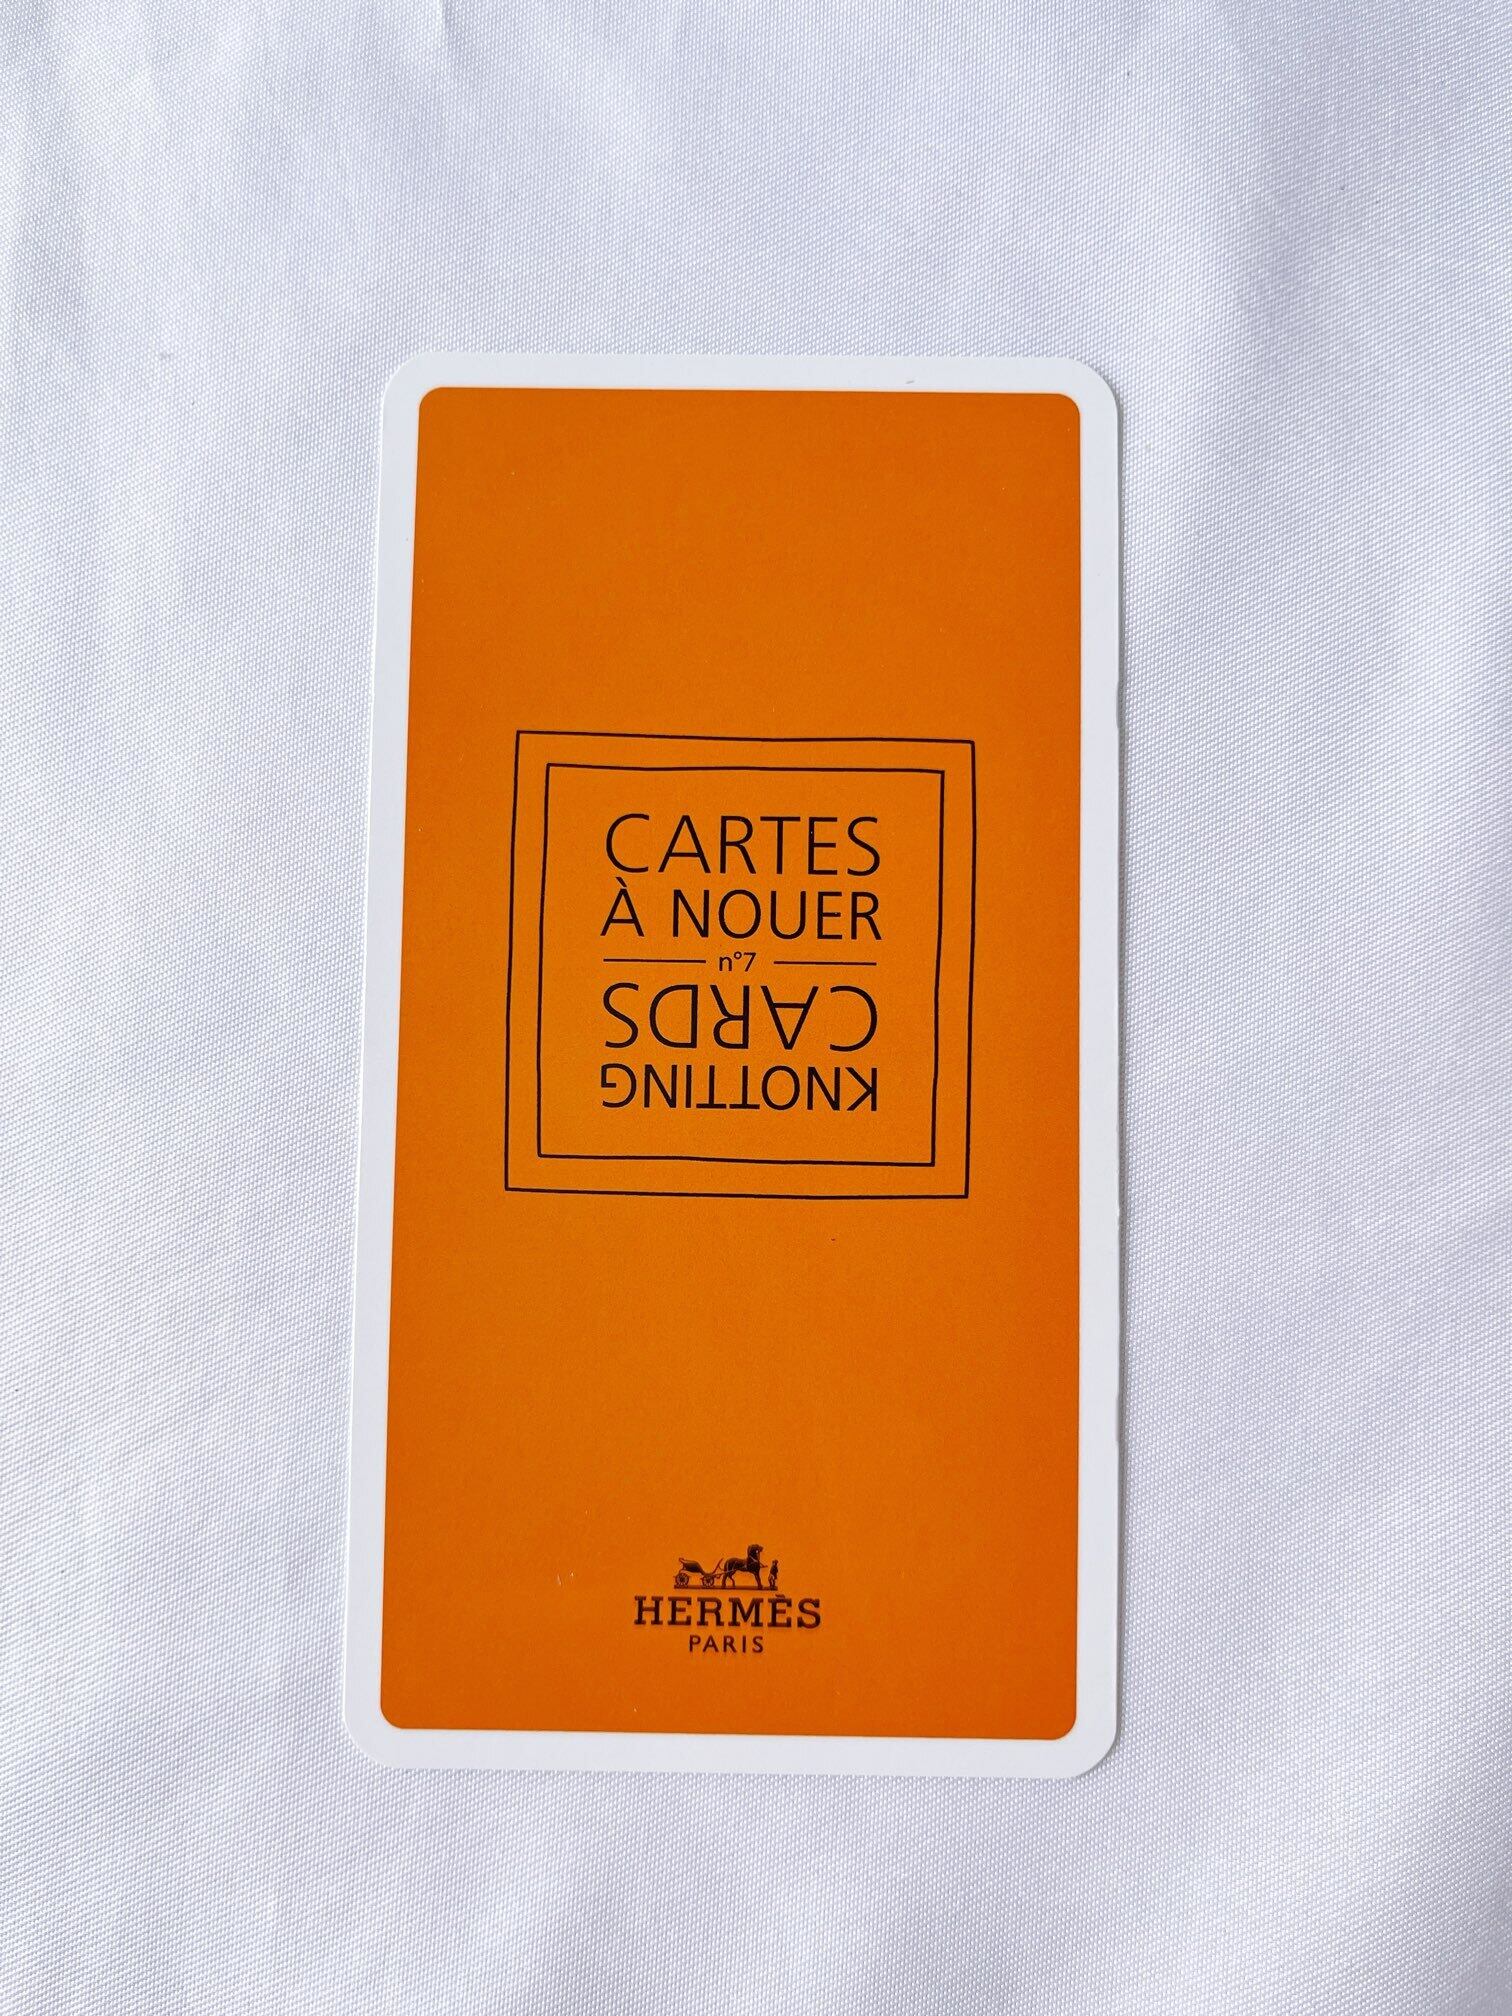 CARTES
À NOUER
n°7
KNOTTING
CARDS
HERMÈS
PARIS